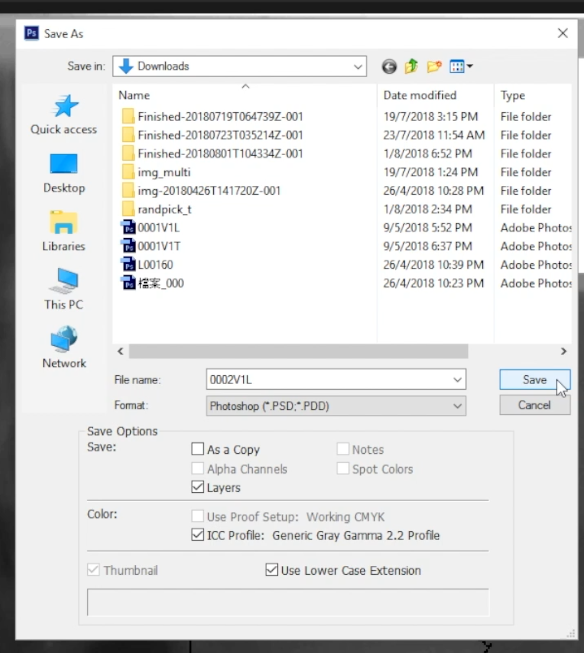 Ps Save As
Save in: Downloads
Name Date modified Type
Finished-20180719T064739Z-001 19/7/2018 3:15 PM File folder
Finished-20180723T035214Z-001 23/7/2018 11:54 AM File folder
Finished-20180801T104334Z-001 1/8/2018 6:52 PM File folder
img_multi 19/7/2018 1:24 PM File folder
img-20180426T141720Z-001 26/4/2018 10:28 PM File folder
randpick_t 1/8/2018 2:34 PM File folder
0001V1L 9/5/2018 5:52 PM Adobe Photos
0001V1T 9/5/2018 6:37 PM Adobe Photos
L00160 26/4/2018 10:39 PM Adobe Photos
檔案_000 26/4/2018 10:23 PM Adobe Photos
Quick access
Desktop
Libraries
This PC
Network
File name: 0002V1L Save
Format: Photoshop (*.PSD;*.PDD) Cancel
Save Options
Save: As a Copy Notes
Alpha Channels Spot Colors
Layers
Color: Use Proof Setup: Working CMYK
ICC Profile: Generic Gray Gamma 2.2 Profile
Thumbnail Use Lower Case Extension